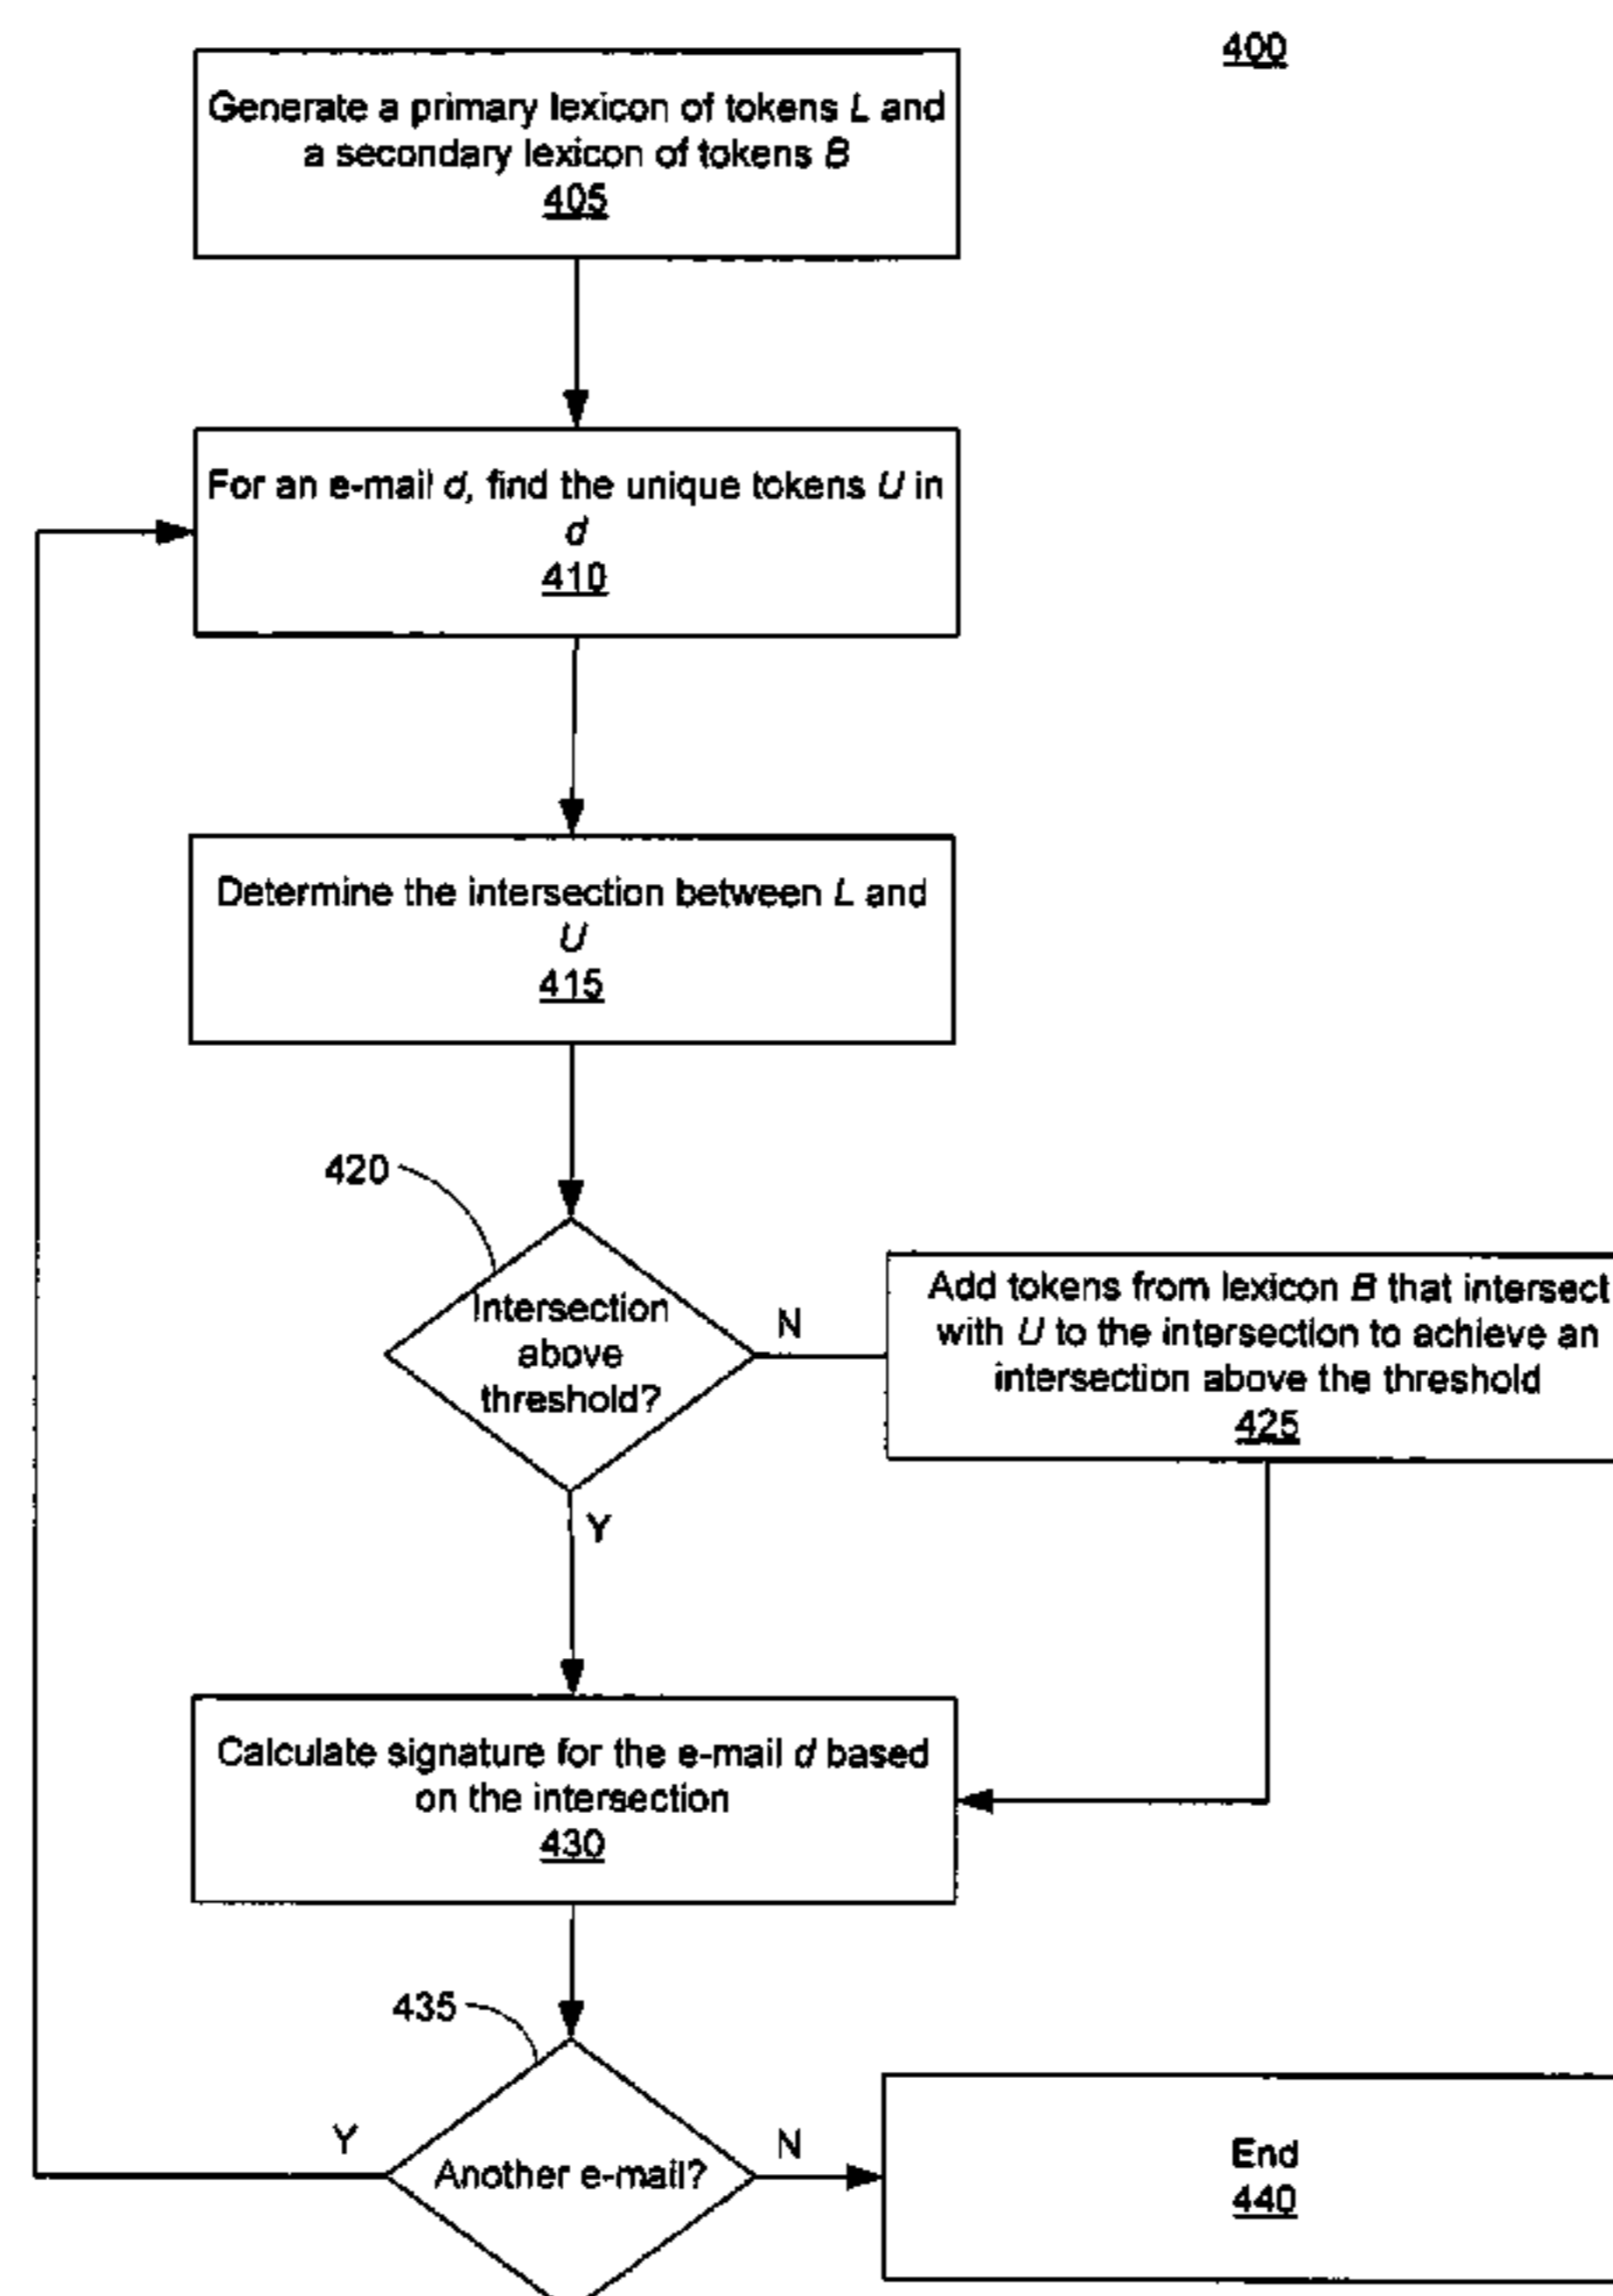 400
Generate a primary lexicon of tokens L and
a secondary lexicon of tokens B
405
For an e-mail d, find the unique tokens U in
d
410
Determine the intersection between L and
U
415
420
Intersection
above
threshold?
N
Add tokens from lexicon B that intersect
with U to the intersection to achieve an
intersection above the threshold
425
Y
Calculate signature for the e-mail d based
on the intersection
430
435
Y
Another e-mail?
N
End
440